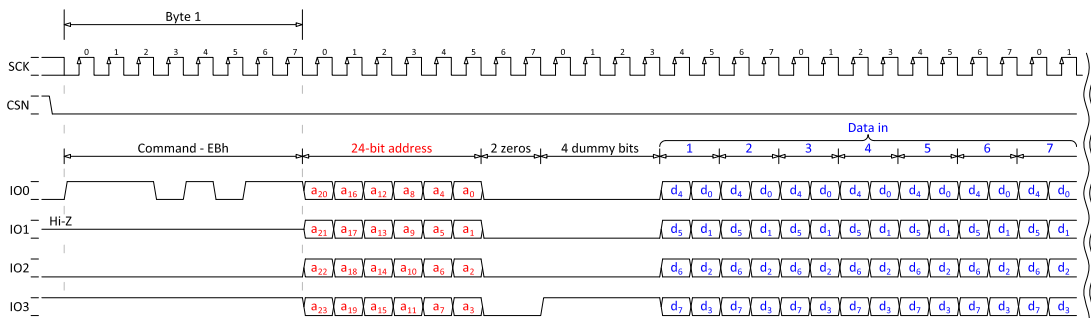 Byte 1
SCK 0 1 2 3 4 5 6 7 0 1 2 3 4 5 6 7 0 1 2 3 4 5 6 7 0 1 2 3 4 5 6 7 0 1
CSN
Data in
Command - EBh 24-bit address 2 zeros 4 dummy bits 1 2 3 4 5 6 7
IO0 a20 a16 a12 a8 a4 a0 d4 d0 d4 d0 d4 d0 d4 d0 d4 d0 d4 d0 d4 d0
IO1 Hi-Z a21 a17 a13 a9 a5 a1 d5 d1 d5 d1 d5 d1 d5 d1 d5 d1 d5 d1 d5 d1
IO2 a22 a18 a14 a10 a6 a2 d6 d2 d6 d2 d6 d2 d6 d2 d6 d2 d6 d2 d6 d2
IO3 a23 a19 a15 a11 a7 a3 d7 d3 d7 d3 d7 d3 d7 d3 d7 d3 d7 d3 d7 d3